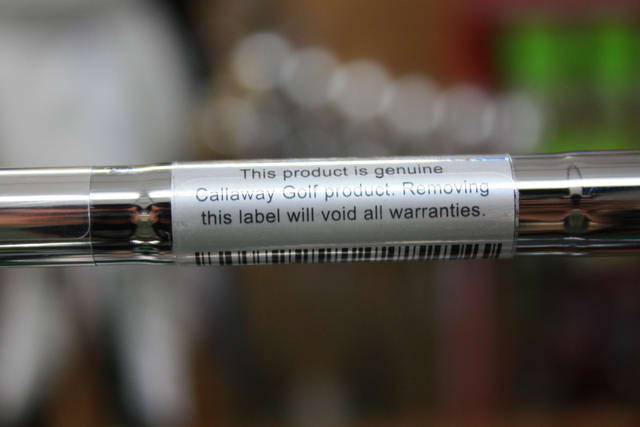 This product is genuine
Callaway Golf product. Removing
this label will void all warranties.